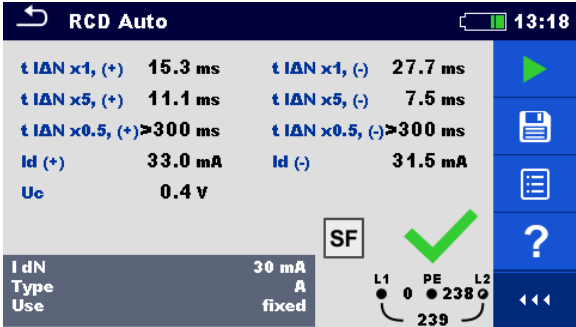 RCD Auto 13:18
t IΔN x1, (+) 15.3 ms t IΔN x1, (-) 27.7 ms
t IΔN x5, (+) 11.1 ms t IΔN x5, (-) 7.5 ms
t IΔN x0.5, (+) >300 ms t IΔN x0.5, (-) >300 ms
Id (+) 33.0 mA Id (-) 31.5 mA
Uc 0.4 V
SF
?
I dN 30 mA
Type A
Use fixed
L1 PE L2
0 238
239